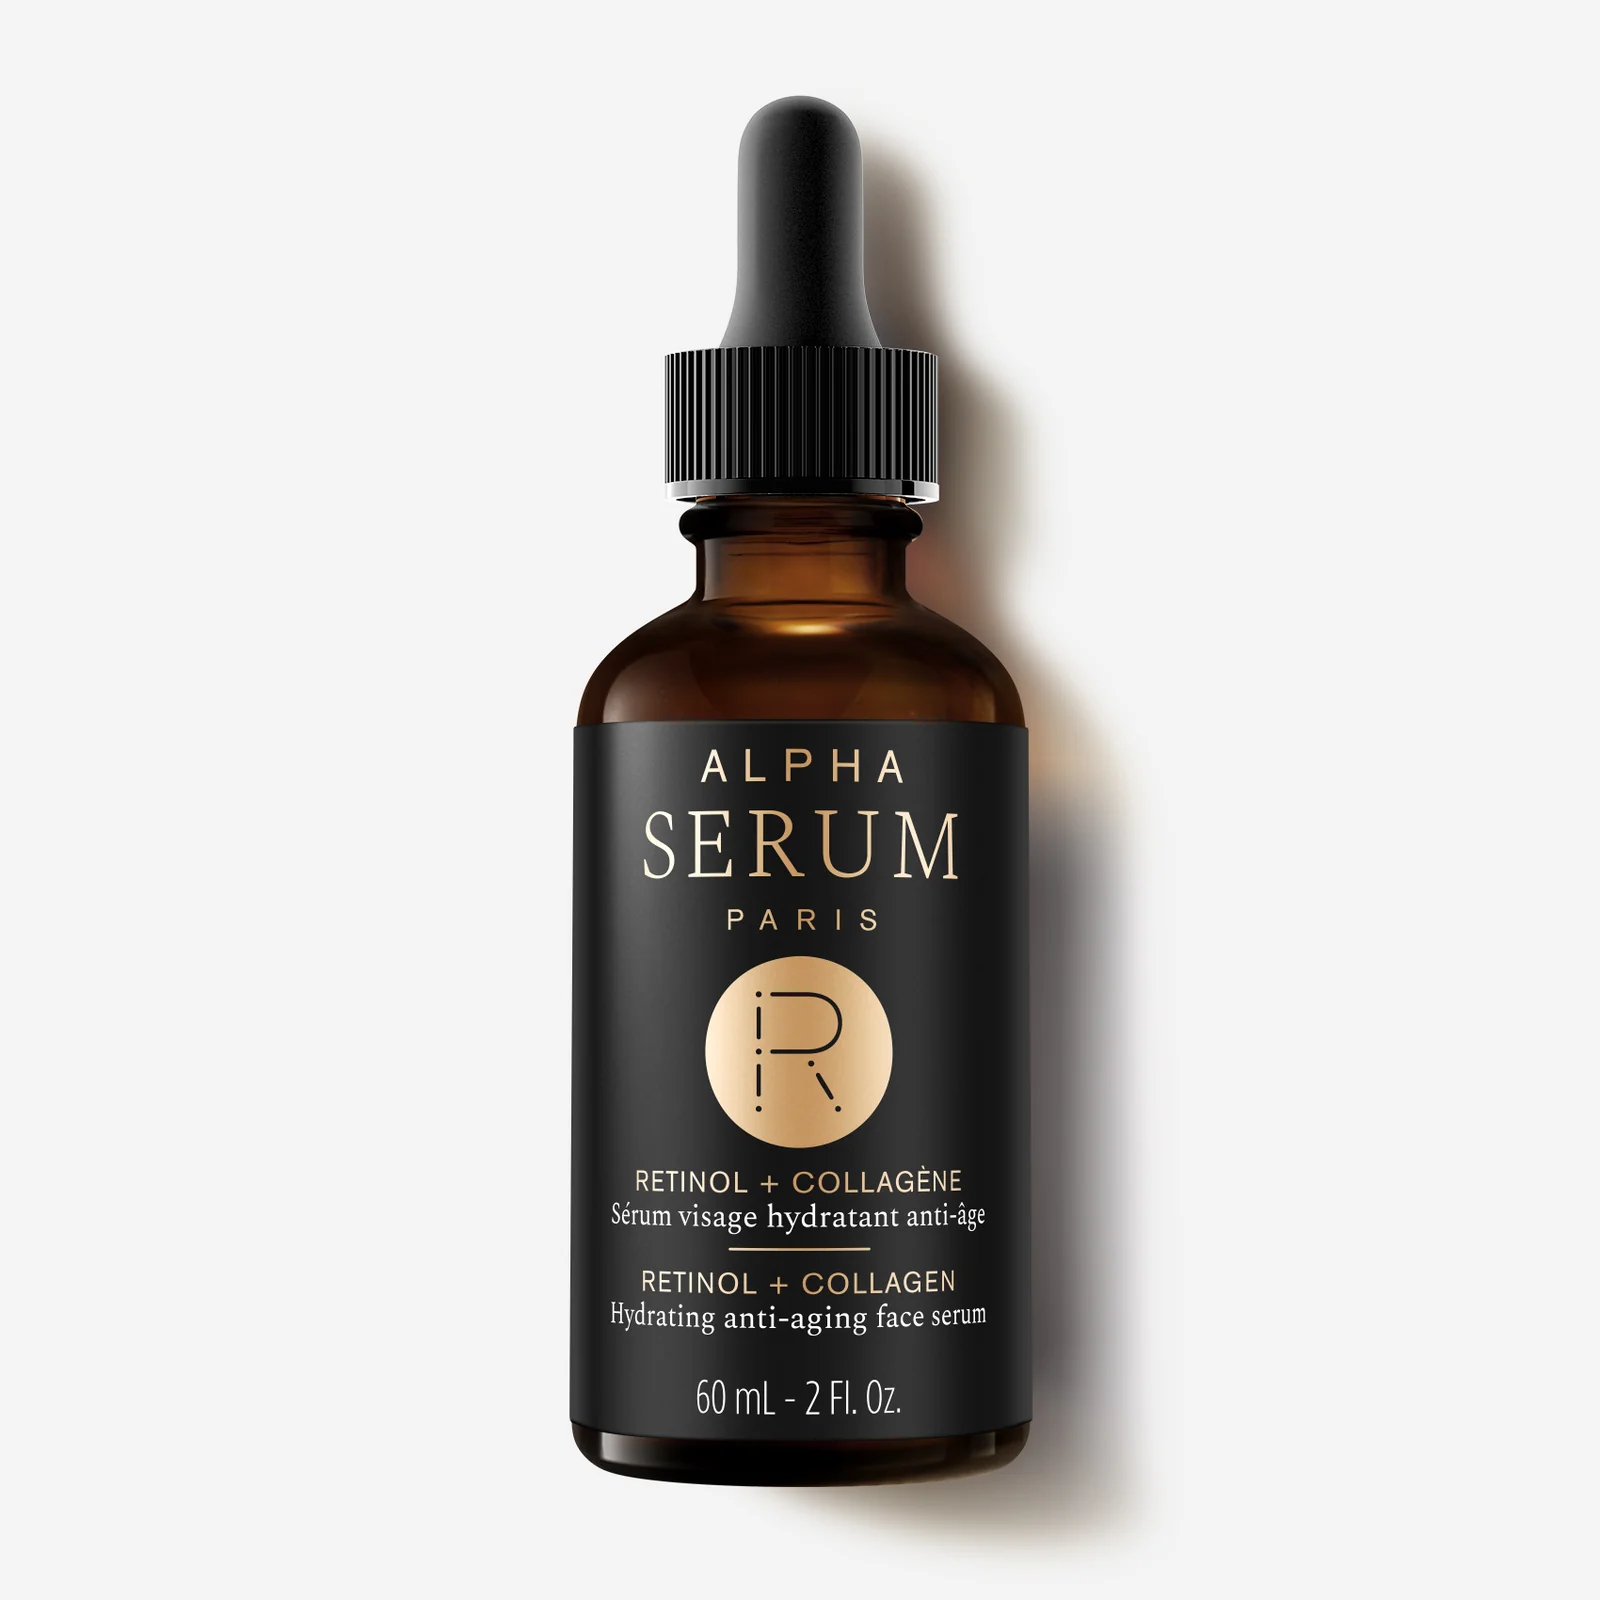 ALPHA
SERUM
PARIS
R
RETINOL + COLLAGÈNE
Sérum visage hydratant anti-âge
RETINOL + COLLAGEN
Hydrating anti-aging face serum
60 mL - 2 Fl. Oz.